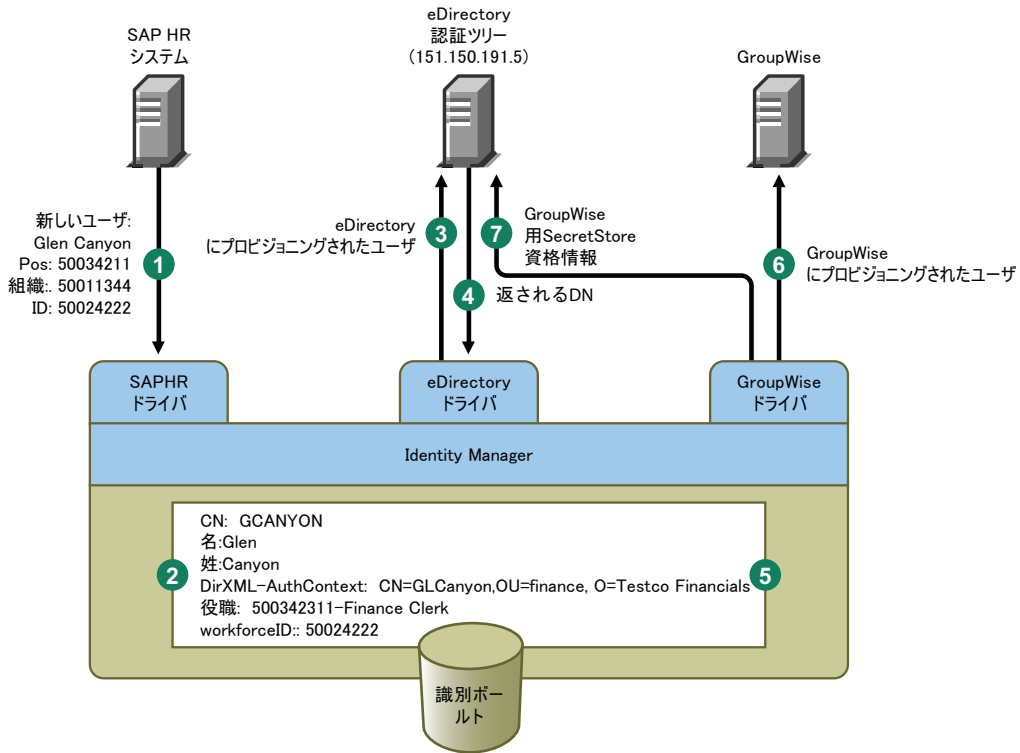 SAP HR
システム
eDirectory
認証ツリー
(151.150.191.5)
GroupWise
新しいユーザ:
Glen Canyon
Pos: 50034211
組織:. 50011344
ID: 50024222
1
eDirectory
にプロビジョニングされたユーザ
3
4
返されるDN
7
GroupWise
用SecretStore
資格情報
6
GroupWise
にプロビジョニングされたユーザ
SAPHR
ドライバ
eDirectory
ドライバ
GroupWise
ドライバ
Identity Manager
2
CN: GCANYON
名:Glen
姓:Canyon
DirXML-AuthContext: CN=GLCanyon,OU=finance, O=Testco Financials
役職: 500342311-Finance Clerk
workforceID:: 50024222
5
識別ボー
ルト